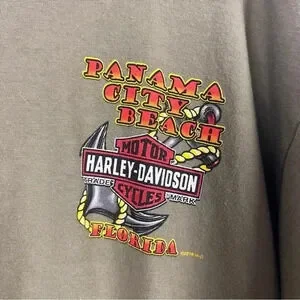 PANAMA
CITY
BEACH
MOTOR
HARLEY-DAVIDSON
TRADE MARK
CYCLES
FLORIDA